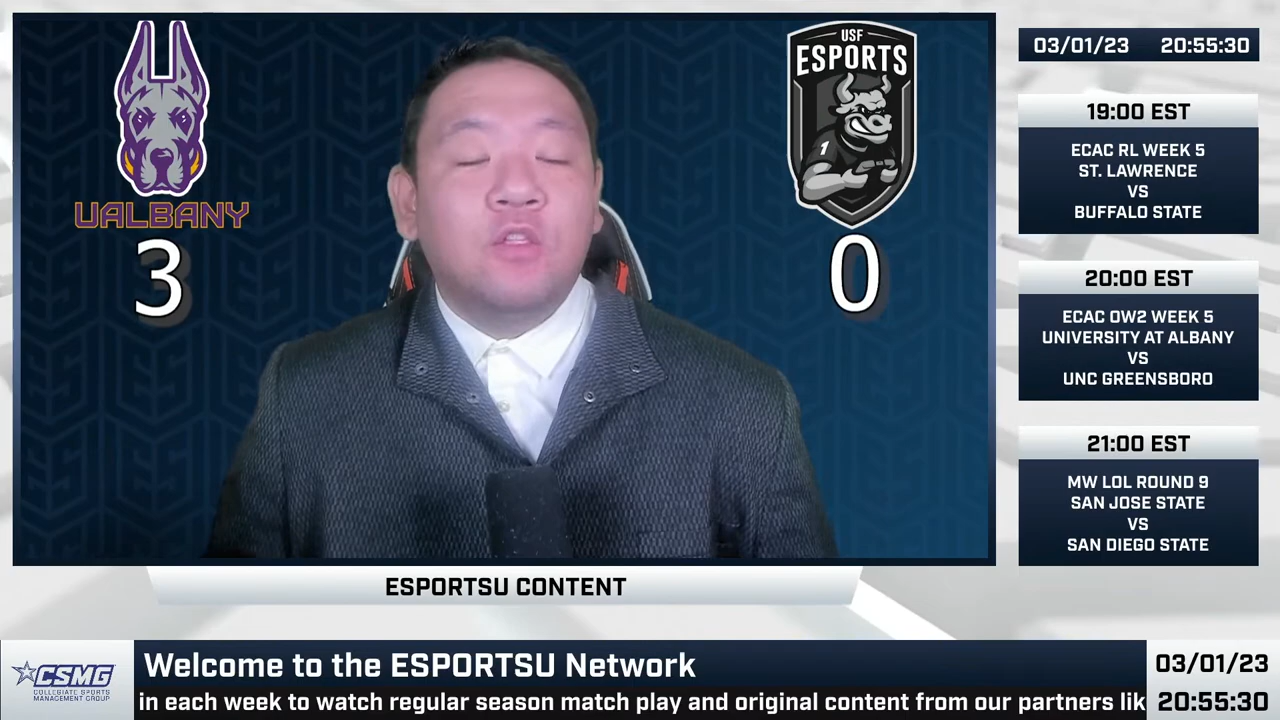 UALBANY
3
USF
ESPORTS
1
0
03/01/23 20:55:30
19:00 EST
ECAC RL WEEK 5
ST. LAWRENCE
VS
BUFFALO STATE
20:00 EST
ECAC OW2 WEEK 5
UNIVERSITY AT ALBANY
VS
UNC GREENSBORO
21:00 EST
MW LOL ROUND 9
SAN JOSE STATE
VS
SAN DIEGO STATE
ESPORTSU CONTENT
CSMG
COLLEGIATE SPORTS
MANAGEMENT GROUP
Welcome to the ESPORTSU Network
in each week to watch regular season match play and original content from our partners lik
03/01/23
20:55:30